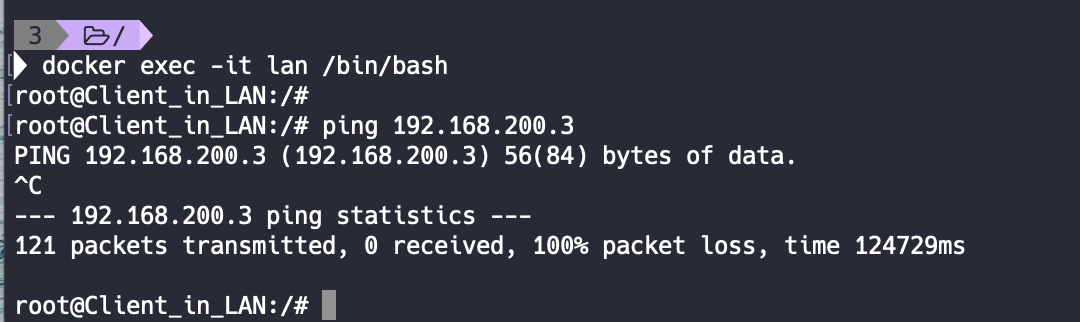 3 /
docker exec -it lan /bin/bash
[root@Client_in_LAN:/#
[root@Client_in_LAN:/# ping 192.168.200.3
PING 192.168.200.3 (192.168.200.3) 56(84) bytes of data.
^C
--- 192.168.200.3 ping statistics ---
121 packets transmitted, 0 received, 100% packet loss, time 124729ms
root@Client_in_LAN:/#